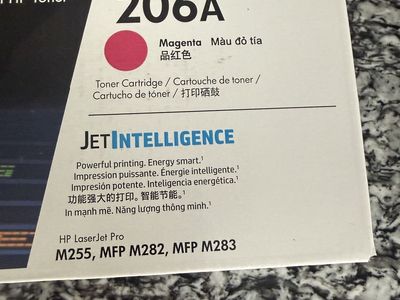 HP Toner
206A
Magenta Màu đỏ tía
品红色
Toner Cartridge / Cartouche de toner /
Cartucho de tóner / 打印硒鼓
JETINTELLIGENCE
Powerful printing. Energy smart.¹
Impression puissante. Énergie intelligente.¹
Impresión potente. Inteligencia energética.¹
功能强大的打印。智能节能。¹
In mạnh mẽ. Năng lượng thông minh.¹
HP LaserJet Pro
M255, MFP M282, MFP M283